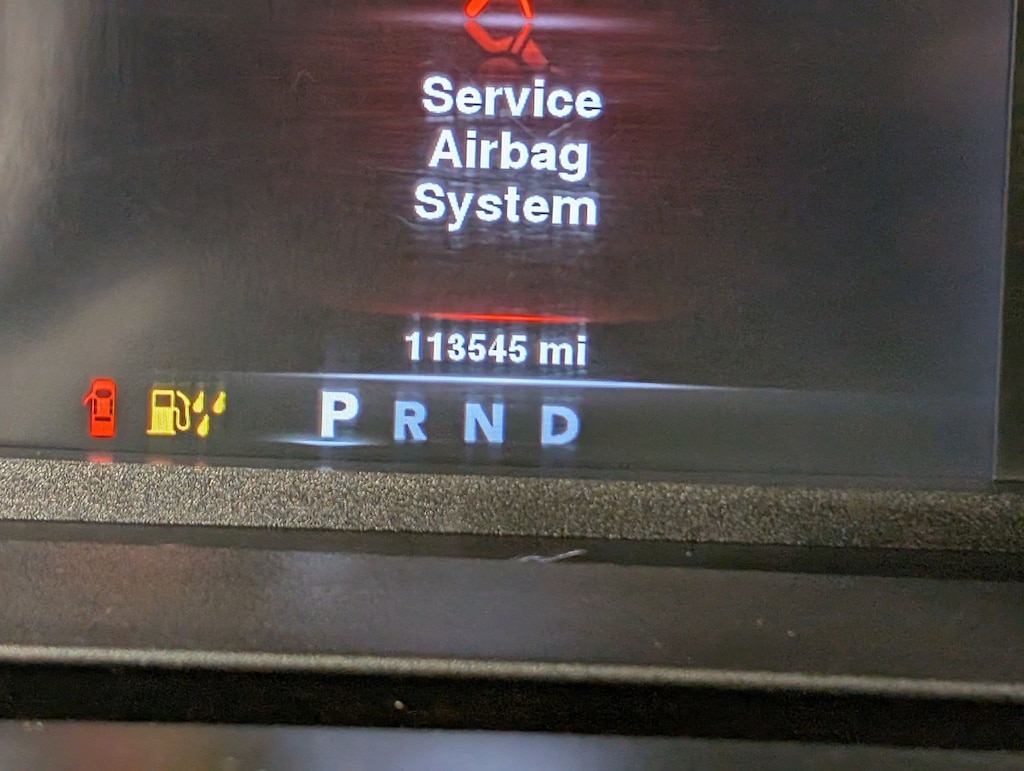 Service
Airbag
System
113545 mi
P R N D